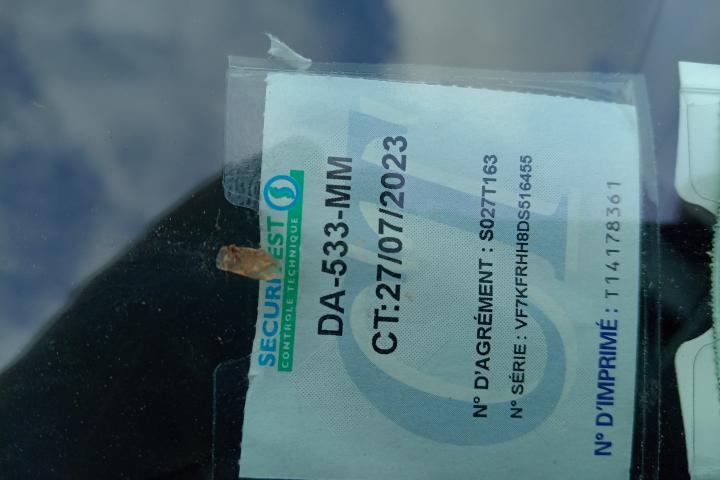 SECURITEST
CONTROLE TECHNIQUE
DA-533-MM
CT:27/07/2023
N° D'AGRÉMENT : S027T163
N° SÉRIE : VF7KFRHH8DS516455
N° D'IMPRIMÉ : T14178361